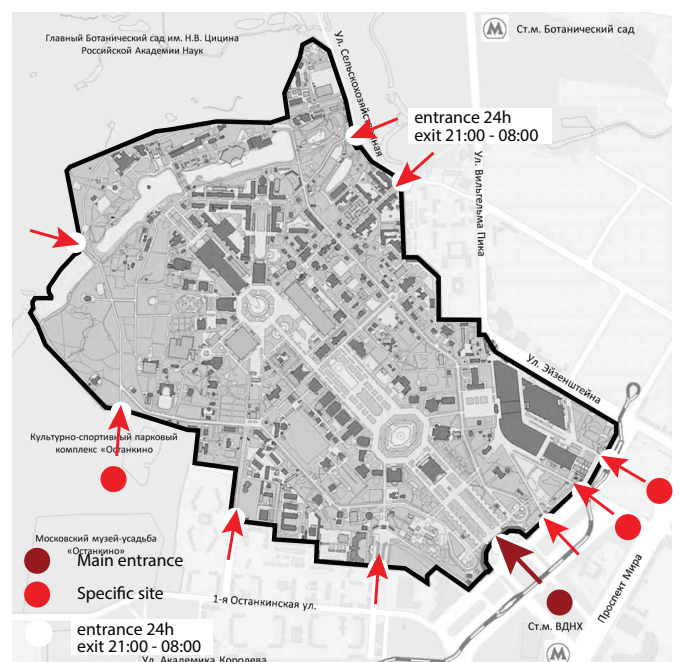 Главный Ботанический сад им. Н.В. Цицина
Российской Академии Наук
Ст.м. Ботанический сад
Ул. Сельскохозяйственная
entrance 24h
exit 21:00 - 08:00
Ул. Вильгельма Пика
Ул. Эйзенштейна
Культурно-спортивный парковый
комплекс «Останкино
Московский музей-усадьба
«Останкино»
Main entrance
Specific site
entrance 24h
exit 21:00 - 08:00
1-я Останкинская ул.
Ул. Академика Королева
Ст.м. ВДНХ
Проспект Мира